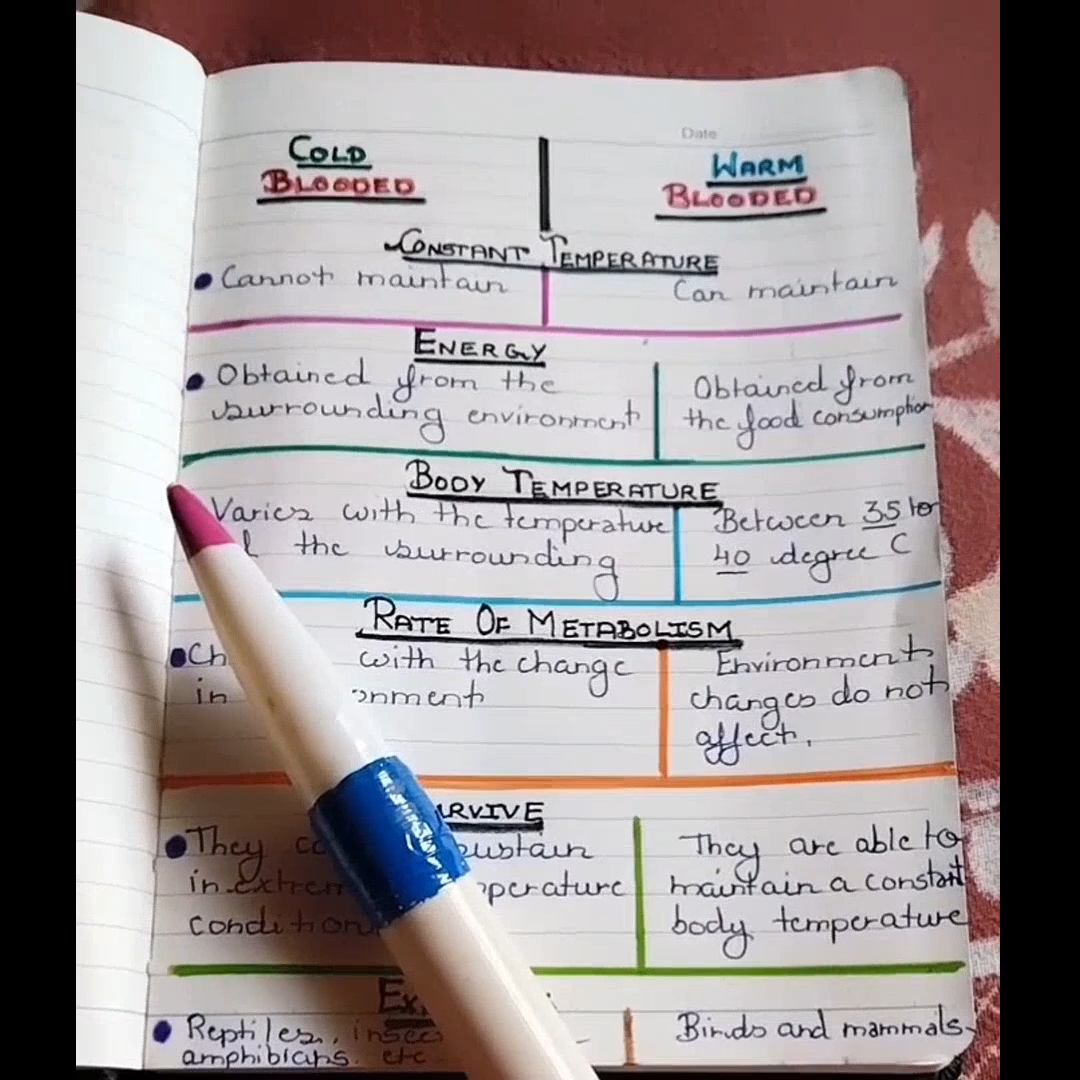 Date
COLD
BLOODED
WARM
BLOODED
CONSTANT TEMPERATURE
Cannot maintain
Can maintain
ENERGY
Obtained from the
surrounding environment
Obtained from
the food consumption
BODY TEMPERATURE
Varies with the temperature
the surrounding
Between 35 to
40 degree C
RATE OF METABOLISM
with the change
in
Environment
changes do not
affect.
They sustain
in
condition
They are able to
maintain a constant
body temperature
Reptiles,
amphibians. etc
Birds and mammals.